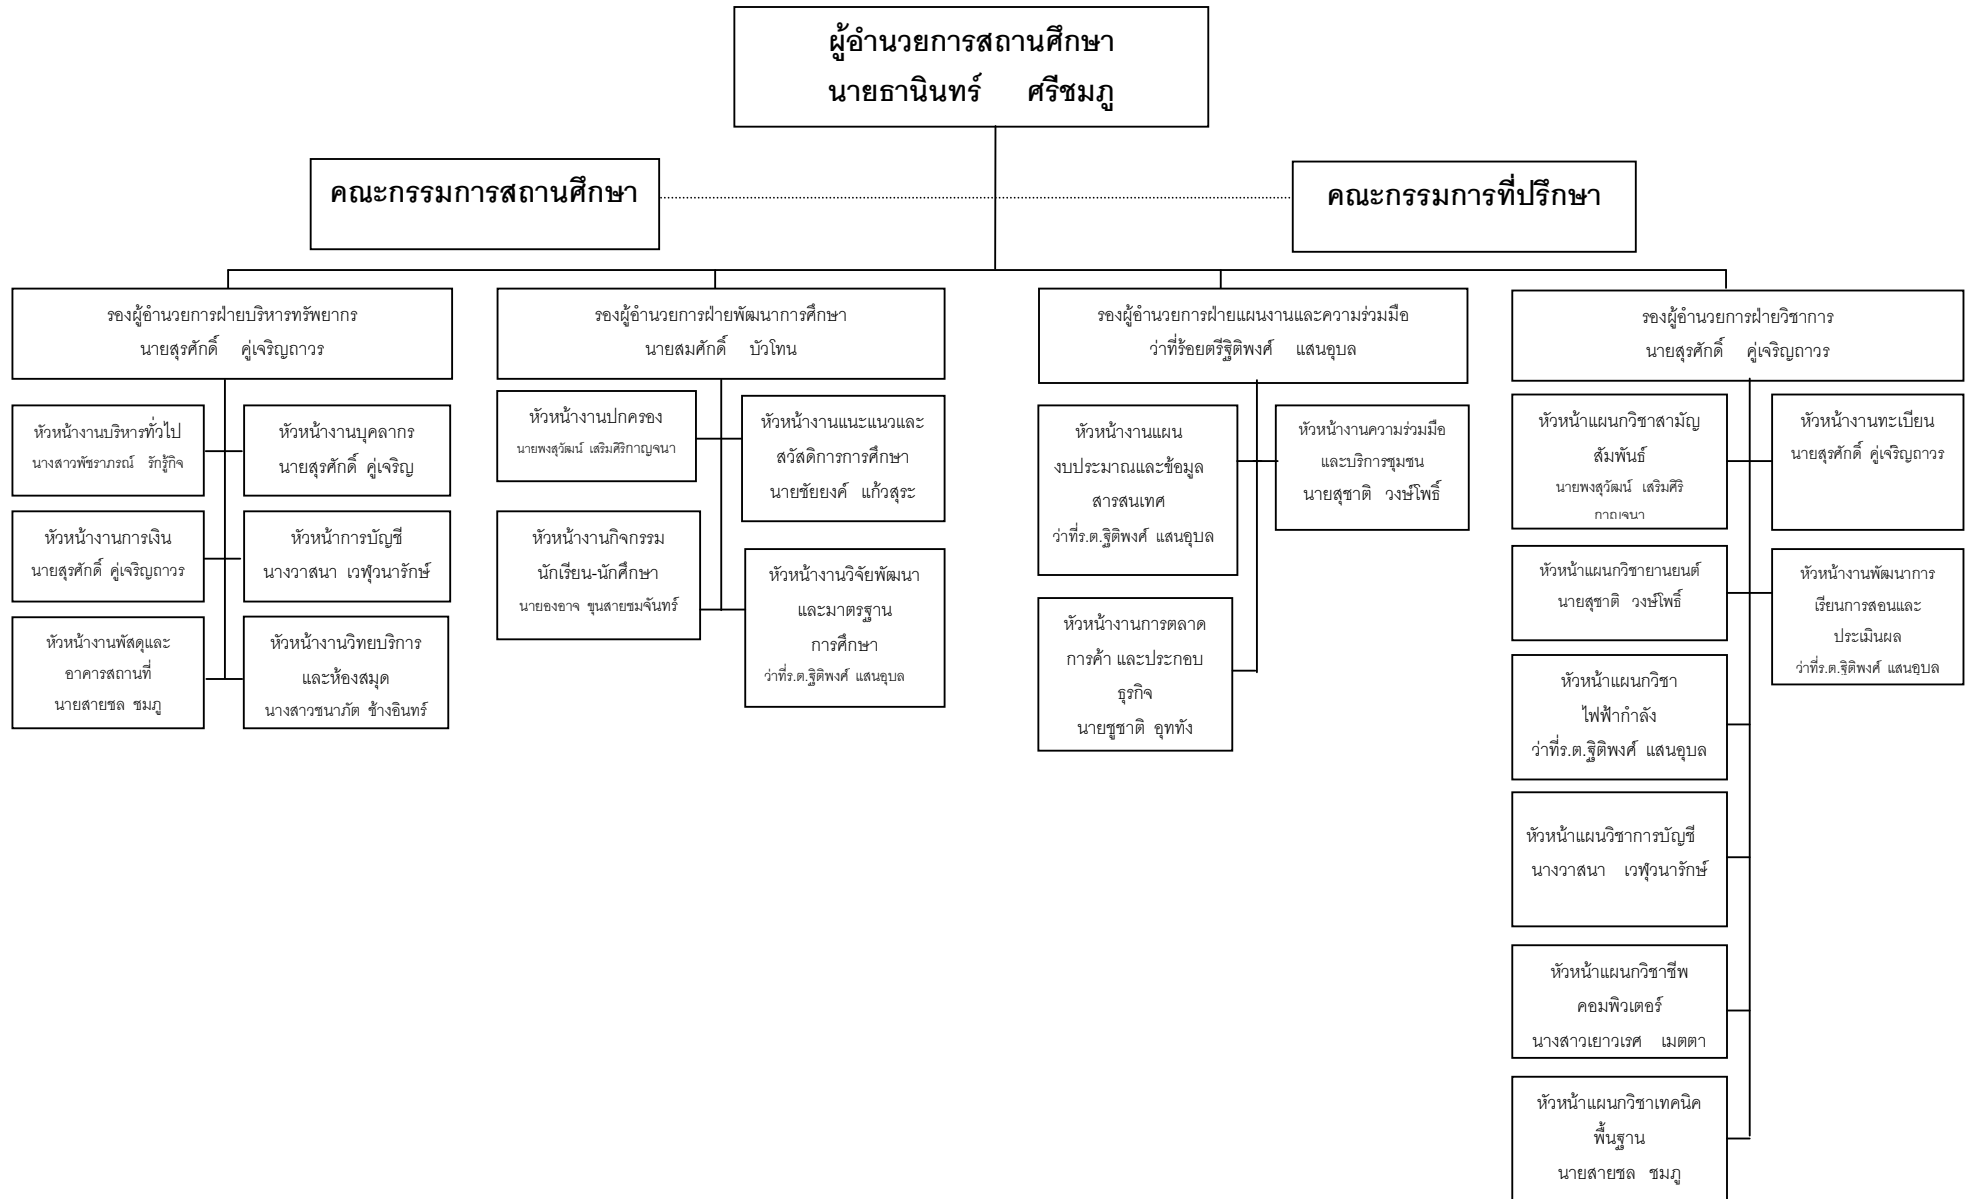 ผู้อำนวยการสถานศึกษา
นายธานินทร์ ศรีชมภู
คณะกรรมการสถานศึกษา
คณะกรรมการที่ปรึกษา
รองผู้อำนวยการฝ่ายบริหารทรัพยากร
นายสุรศักดิ์ คู่เจริญถาวร
รองผู้อำนวยการฝ่ายพัฒนาการศึกษา
นายสมศักดิ์ บัวโทน
รองผู้อำนวยการฝ่ายแผนงานและความร่วมมือ
ว่าที่ร้อยตรีฐิติพงศ์ แสนอุบล
รองผู้อำนวยการฝ่ายวิชาการ
นายสุรศักดิ์ คู่เจริญถาวร
หัวหน้างานบริหารทั่วไป
นางสาวพัชราภรณ์ รักรู้กิจ
หัวหน้างานบุคลากร
นายสุรศักดิ์ คู่เจริญ
หัวหน้างานการเงิน
นายสุรศักดิ์ คู่เจริญถาวร
หัวหน้าการบัญชี
นางวาสนา เวฬุวนารักษ์
หัวหน้างานพัสดุและ
อาคารสถานที่
นายสายชล ชมภู
หัวหน้างานวิทยบริการ
และห้องสมุด
นางสาวชนาภัต ช้างอินทร์
หัวหน้างานปกครอง
นายพงสุวัฒน์ เสริมศิริกาญจนา
หัวหน้างานแนะแนวและ
สวัสดิการการศึกษา
นายชัยยงค์ แก้วสุระ
หัวหน้างานกิจกรรม
นักเรียน-นักศึกษา
นายองอาจ ขุนสายชมจันทร์
หัวหน้างานวิจัยพัฒนา
และมาตรฐาน
การศึกษา
ว่าที่ร.ต.ฐิติพงศ์ แสนอุบล
หัวหน้างานแผน
งบประมาณและข้อมูล
สารสนเทศ
ว่าที่ร.ต.ฐิติพงศ์ แสนอุบล
หัวหน้างานความร่วมมือ
และบริการชุมชน
นายสุชาติ วงษ์โพธิ์
หัวหน้างานการตลาด
การค้า และประกอบ
ธุรกิจ
นายชูชาติ อุททัง
หัวหน้าแผนกวิชาสามัญ
สัมพันธ์
นายพงสุวัฒน์ เสริมศิริ
กาญจนา
หัวหน้างานทะเบียน
นายสุรศักดิ์ คู่เจริญถาวร
หัวหน้าแผนกวิชายานยนต์
นายสุชาติ วงษ์โพธิ์
หัวหน้างานพัฒนาการ
เรียนการสอนและ
ประเมินผล
ว่าที่ร.ต.ฐิติพงศ์ แสนอุบล
หัวหน้าแผนกวิชา
ไฟฟ้ากำลัง
ว่าที่ร.ต.ฐิติพงศ์ แสนอุบล
หัวหน้าแผนวิชาการบัญชี
นางวาสนา เวฬุวนารักษ์
หัวหน้าแผนกวิชาชีพ
คอมพิวเตอร์
นางสาวเยาวเรศ เมตตา
หัวหน้าแผนกวิชาเทคนิค
พื้นฐาน
นายสายชล ชมภู